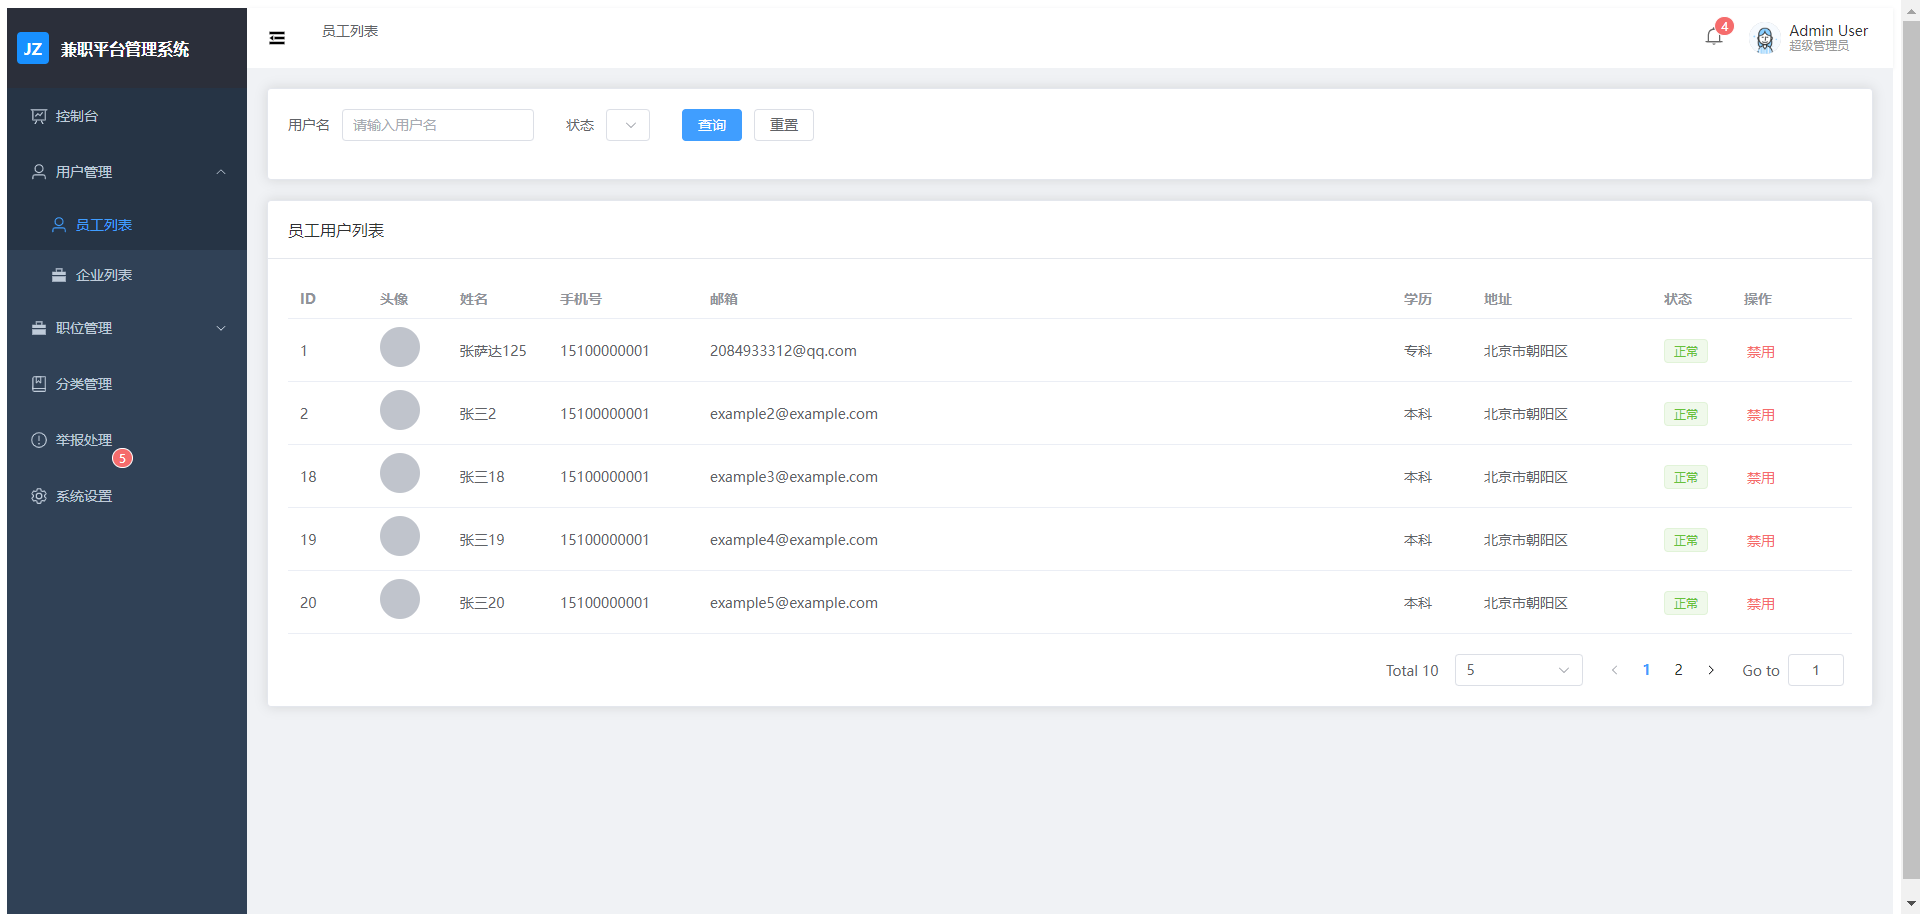 JZ 兼职平台管理系统
员工列表
4
Admin User
超级管理员
控制台
用户管理
员工列表
企业列表
职位管理
分类管理
举报处理
5
系统设置
用户名 请输入用户名 状态 查询 重置
员工用户列表
ID 头像 姓名 手机号 邮箱 学历 地址 状态 操作
1 张萨达125 15100000001 2084933312@qq.com 专科 北京市朝阳区 正常 禁用
2 张三2 15100000001 example2@example.com 本科 北京市朝阳区 正常 禁用
18 张三18 15100000001 example3@example.com 本科 北京市朝阳区 正常 禁用
19 张三19 15100000001 example4@example.com 本科 北京市朝阳区 正常 禁用
20 张三20 15100000001 example5@example.com 本科 北京市朝阳区 正常 禁用
Total 10 5 1 2 Go to 1